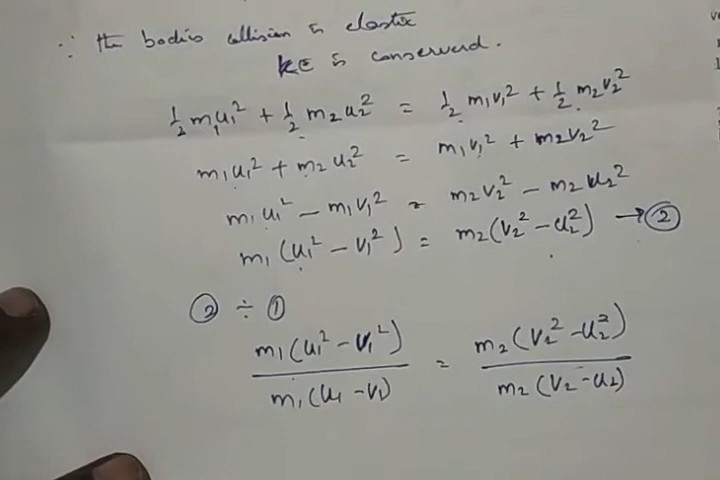 ∵ the bodies collision is elastic
KE is conserved.
½ m₁u₁² + ½ m₂u₂² = ½ m₁v₁² + ½ m₂v₂²
m₁u₁² + m₂u₂² = m₁v₁² + m₂v₂²
m₁u₁² – m₁v₁² = m₂v₂² – m₂u₂²
m₁(u₁² – v₁²) = m₂(v₂² – u₂²) → ②
② ÷ ①
m₁(u₁² – v₁²) / m₁(u₁ – v₁) = m₂(v₂² – u₂²) / m₂(v₂ – u₂)